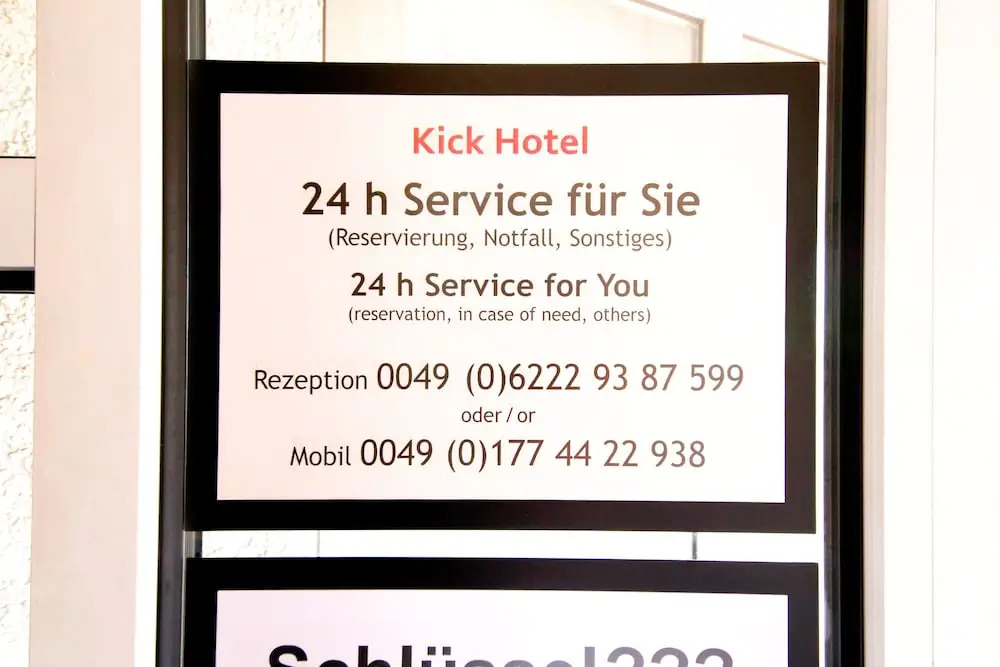 Kick Hotel
24 h Service für Sie
(Reservierung, Notfall, Sonstiges)
24 h Service for You
(reservation, in case of need, others)
Rezeption 0049 (0)6222 93 87 599
oder / or
Mobil 0049 (0)177 44 22 938
Schlüssel???